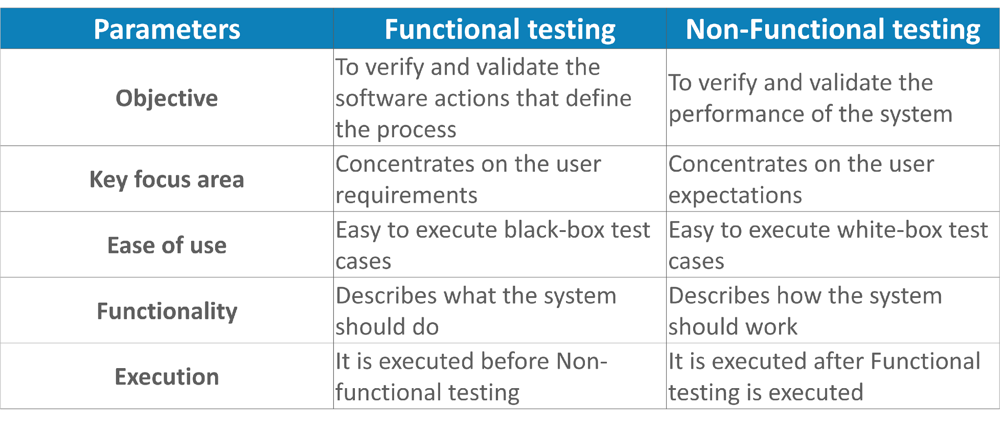 Parameters
Functional testing
Non-Functional testing
Objective
To verify and validate the
software actions that define
the process
To verify and validate the
performance of the system
Key focus area
Concentrates on the user
requirements
Concentrates on the user
expectations
Ease of use
Easy to execute black-box test
cases
Easy to execute white-box test
cases
Functionality
Describes what the system
should do
Describes how the system
should work
Execution
It is executed before Non-
functional testing
It is executed after Functional
testing is executed